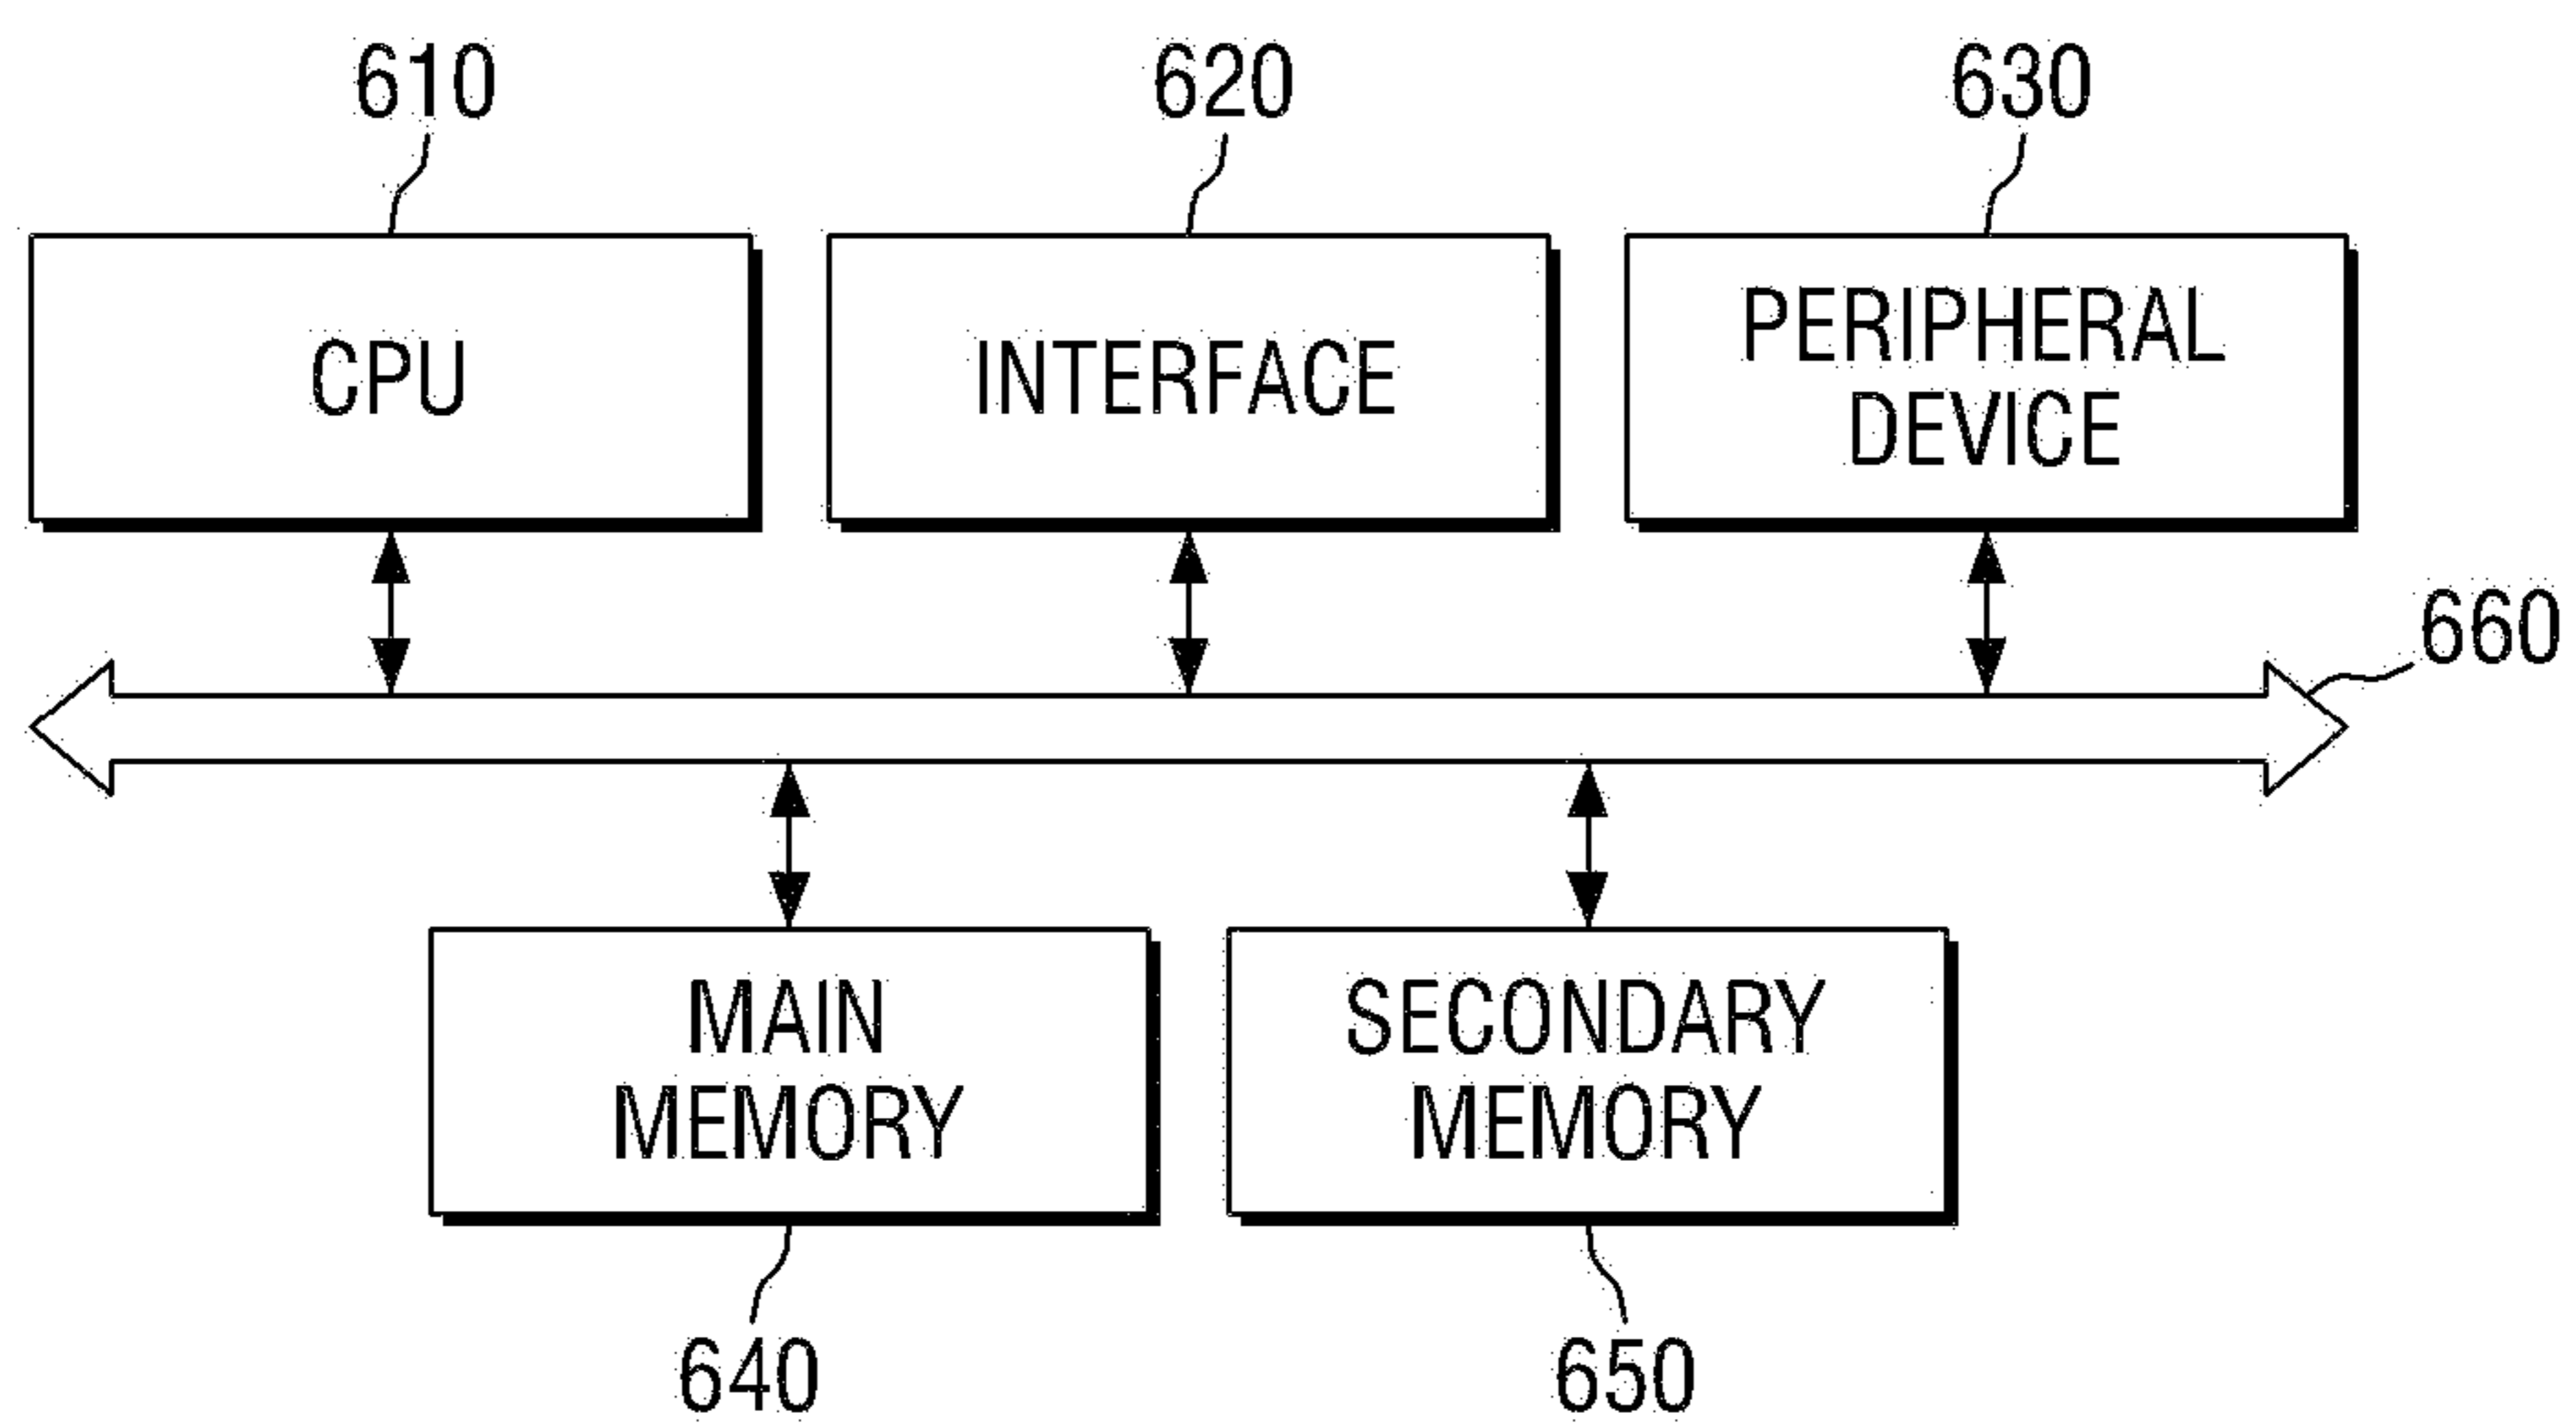 610
620
630
CPU
INTERFACE
PERIPHERAL
DEVICE
660
MAIN
MEMORY
SECONDARY
MEMORY
640
650